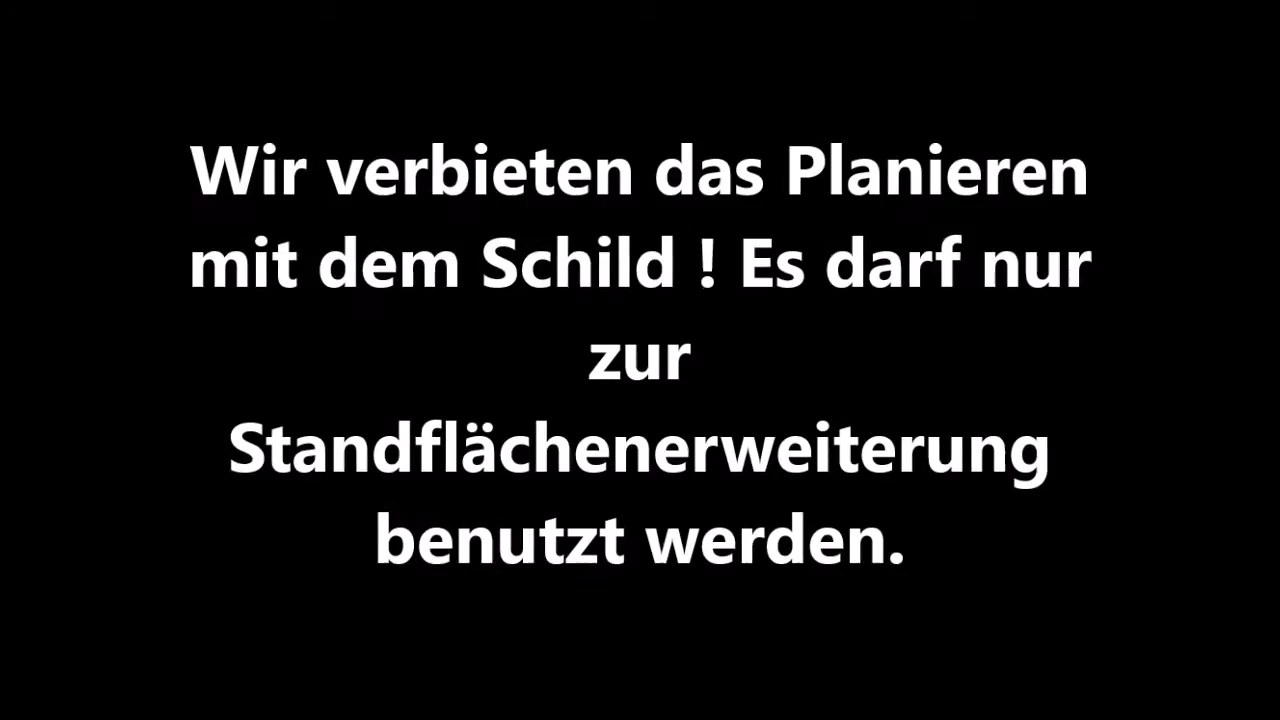 Wir verbieten das Planieren
mit dem Schild ! Es darf nur
zur
Standflächenerweiterung
benutzt werden.